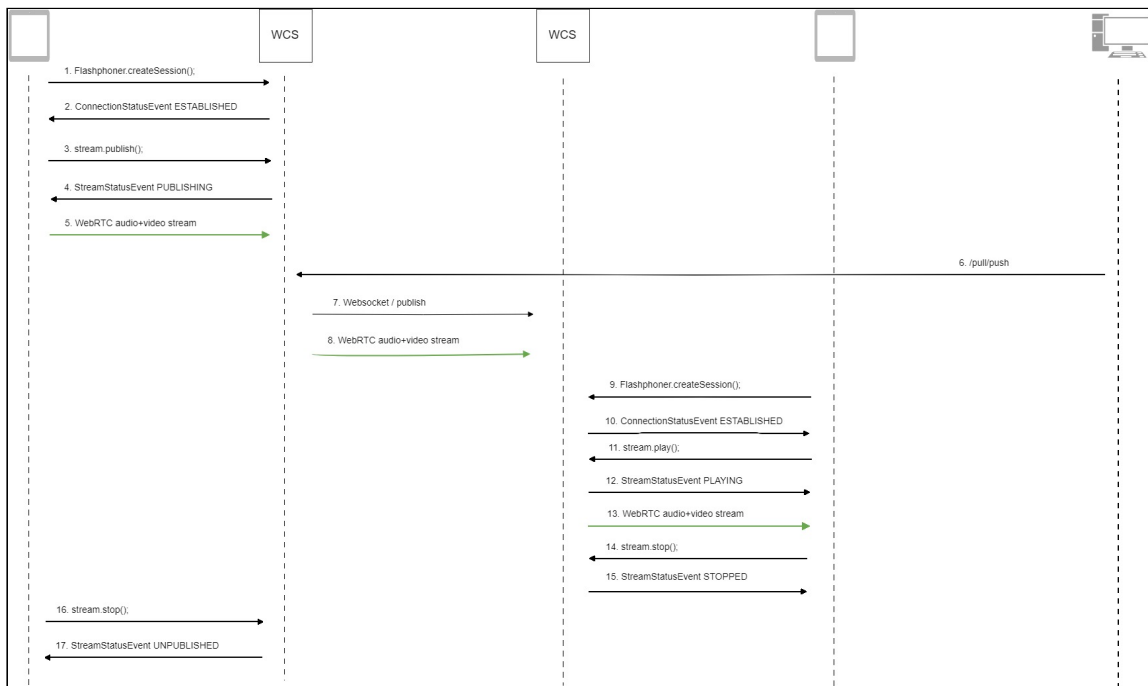 WCS
WCS
1. Flashphoner.createSession();
2. ConnectionStatusEvent ESTABLISHED
3. stream.publish();
4. StreamStatusEvent PUBLISHING
5. WebRTC audio+video stream
6. /pull/push
7. Websocket / publish
8. WebRTC audio+video stream
9. Flashphoner.createSession();
10. ConnectionStatusEvent ESTABLISHED
11. stream.play();
12. StreamStatusEvent PLAYING
13. WebRTC audio+video stream
14. stream.stop();
15. StreamStatusEvent STOPPED
16. stream.stop();
17. StreamStatusEvent UNPUBLISHED